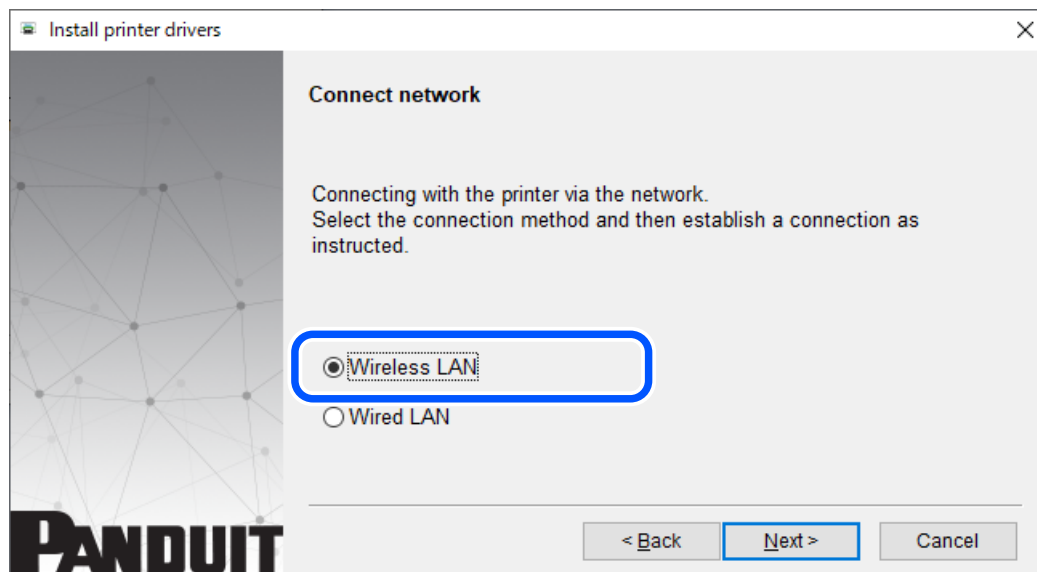 Install printer drivers
Connect network
Connecting with the printer via the network.
Select the connection method and then establish a connection as
instructed.
Wireless LAN
Wired LAN
PANDUIT
< Back
Next >
Cancel